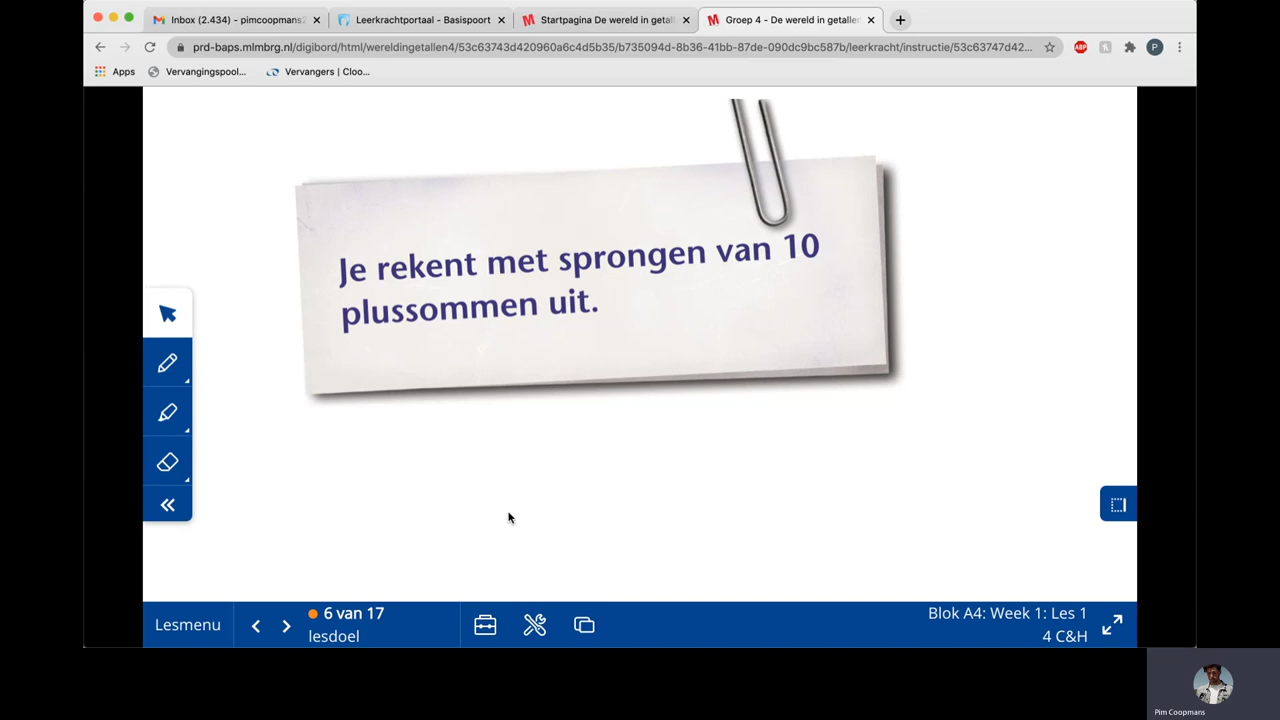 Inbox (2.434) - pimcoopmans2
Leerkrachtportaal - Basispoort
Startpagina De wereld in getall
Groep 4 - De wereld in getallen
prd-baps.mlmbrg.nl/digibord/html/wereldingetallen4/53c63743d420960a6c4d5b35/b735094d-8b36-41bb-87de-090dc9bc587b/leerkracht/instructie/53c63747d42...
ABP
P
Apps
Vervangingspool...
Vervangers | Cloo...
Je rekent met sprongen van 10
plussommen uit.
Lesmenu
6 van 17
lesdoel
Blok A4: Week 1: Les 1
4 C&H
Pim Coopmans